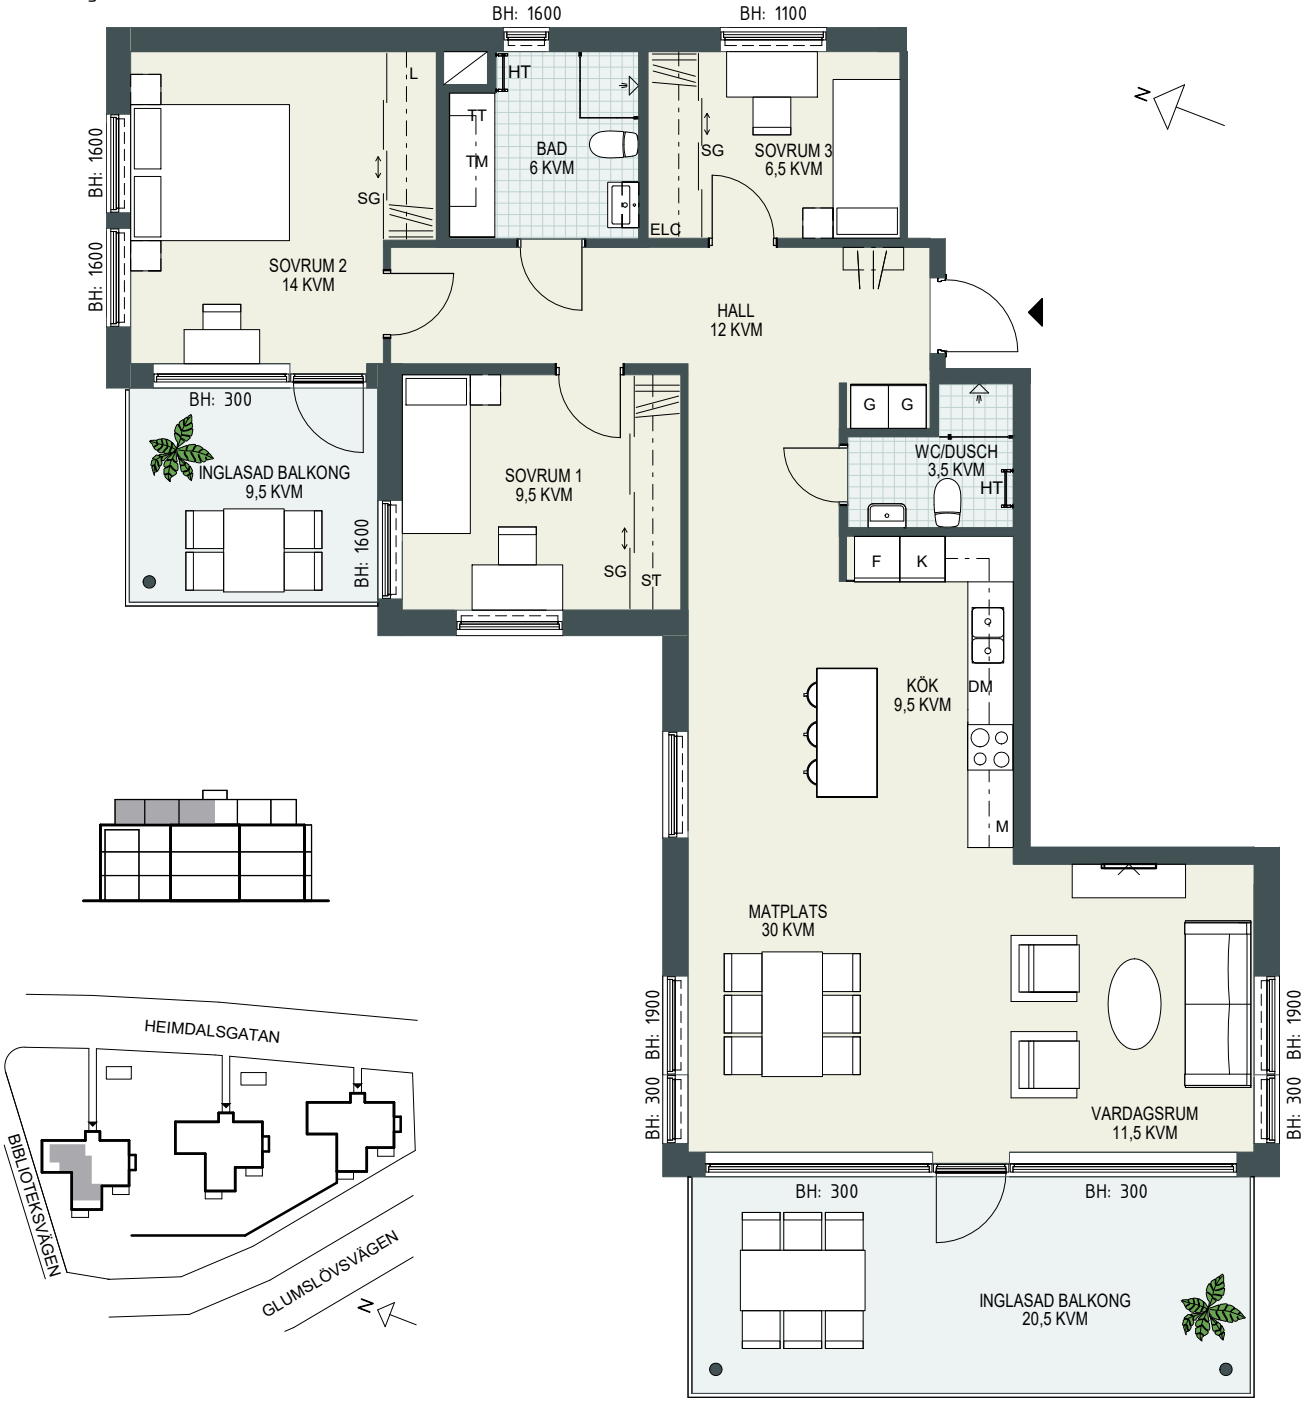 BH: 1600
BH: 1100
L
HT
TT
TM
BAD
6 KVM
SG
SOVRUM 3
6,5 KVM
N
BH: 1600
SG
ELC
BH: 1600
SOVRUM 2
14 KVM
HALL
12 KVM
BH: 300
G
G
INGLASAD BALKONG
9,5 KVM
SOVRUM 1
9,5 KVM
WC/DUSCH
3,5 KVM
HT
BH: 1600
SG
ST
F
K
KÖK
9,5 KVM
DM
M
MATPLATS
30 KVM
BH: 1900
BH: 300
BH: 1900
BH: 300
VARDAGSRUM
11,5 KVM
BH: 300
BH: 300
INGLASAD BALKONG
20,5 KVM
HEIMDALSGATAN
BIBLIOTEKSVÄGEN
GLUMSLÖVSVÄGEN
N